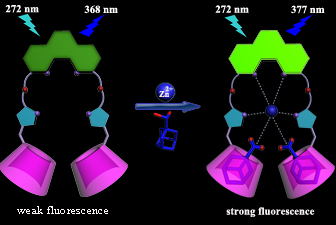 272 nm 368 nm 272 nm 377 nm
Zn2+
weak fluorescence strong fluorescence